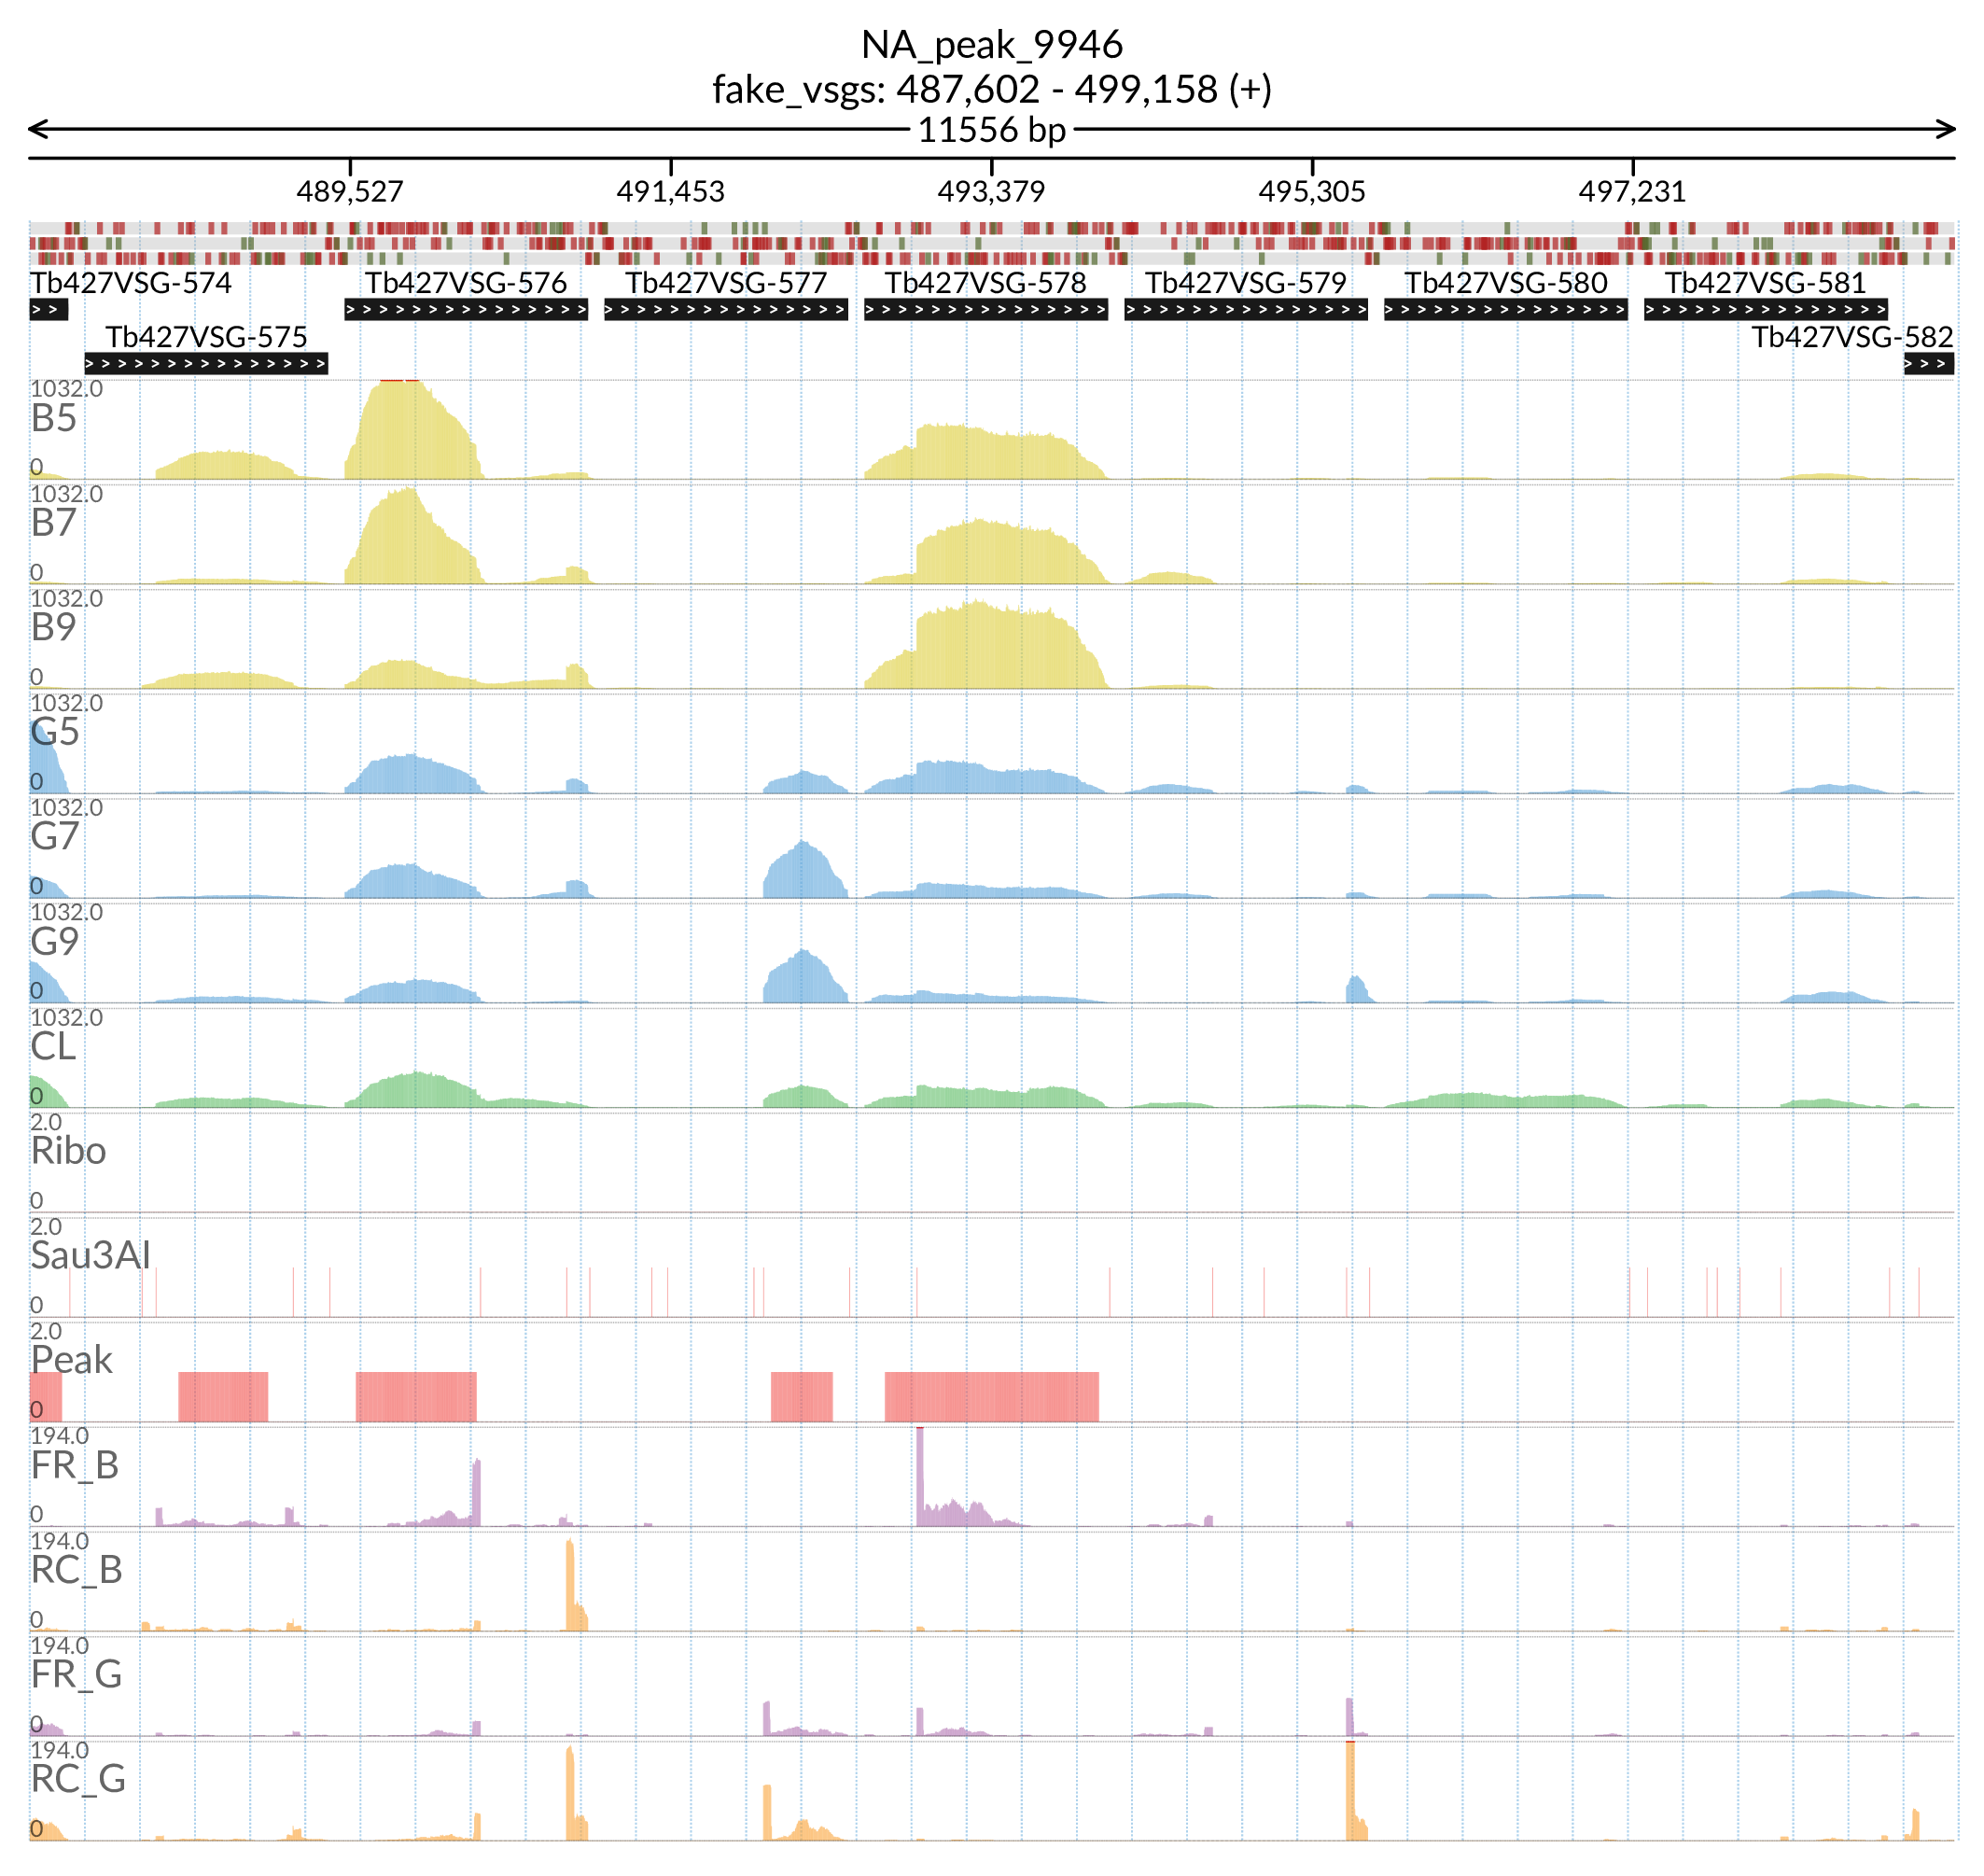 NA_peak_9946
fake_vsgs: 487,602 - 499,158 (+)
11556 bp
489,527 491,453 493,379 495,305 497,231
Tb427VSG-574 Tb427VSG-576 Tb427VSG-577 Tb427VSG-578 Tb427VSG-579 Tb427VSG-580 Tb427VSG-581
Tb427VSG-575 Tb427VSG-582
1032.0
B5
0
1032.0
B7
0
1032.0
B9
0
1032.0
G5
0
1032.0
G7
0
1032.0
G9
0
1032.0
CL
0
2.0
Ribo
0
2.0
Sau3AI
0
2.0
Peak
0
194.0
FR_B
0
194.0
RC_B
0
194.0
FR_G
0
194.0
RC_G
0